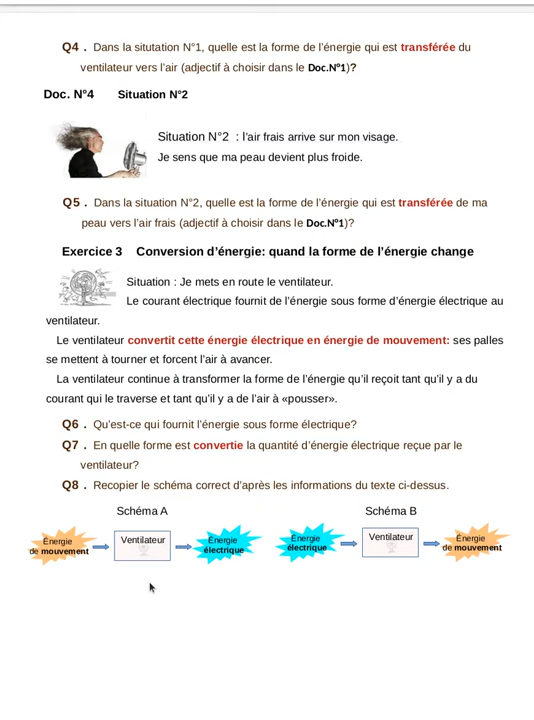 Q4 . Dans la situtation N°1, quelle est la forme de l'énergie qui est transférée du
ventilateur vers l'air (adjectif à choisir dans le Doc.N°1)?
Doc. N°4 Situation N°2
Situation N°2 : l'air frais arrive sur mon visage.
Je sens que ma peau devient plus froide.
Q5 . Dans la situation N°2, quelle est la forme de l'énergie qui est transférée de ma
peau vers l'air frais (adjectif à choisir dans le Doc.N°1)?
Exercice 3 Conversion d'énergie: quand la forme de l'énergie change
Situation : Je mets en route le ventilateur.
Le courant électrique fournit de l'énergie sous forme d'énergie électrique au
ventilateur.
Le ventilateur convertit cette énergie électrique en énergie de mouvement: ses palles
se mettent à tourner et forcent l'air à avancer.
La ventilateur continue à transformer la forme de l'énergie qu'il reçoit tant qu'il y a du
courant qui le traverse et tant qu'il y a de l'air à «pousser».
Q6 . Qu'est-ce qui fournit l'énergie sous forme électrique?
Q7 . En quelle forme est convertie la quantité d'énergie électrique reçue par le
ventilateur?
Q8 . Recopier le schéma correct d'après les informations du texte ci-dessus.
Schéma A Schéma B
Énergie
de mouvement
Ventilateur
Énergie
électrique
Énergie
électrique
Ventilateur
Énergie
de mouvement